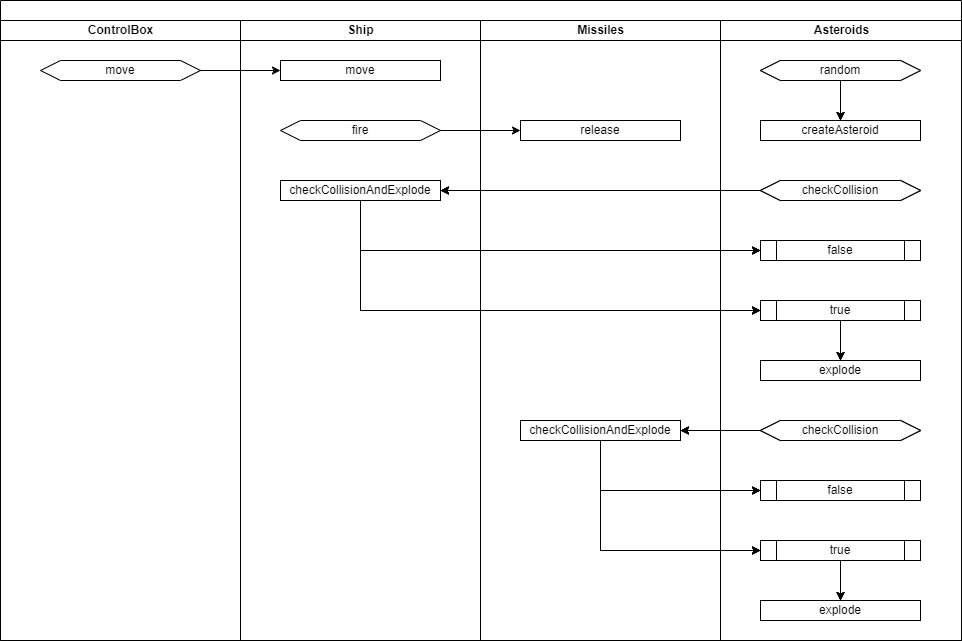 ControlBox
Ship
Missiles
Asteroids
move
move
random
fire
release
createAsteroid
checkCollisionAndExplode
checkCollision
false
true
explode
checkCollisionAndExplode
checkCollision
false
true
explode